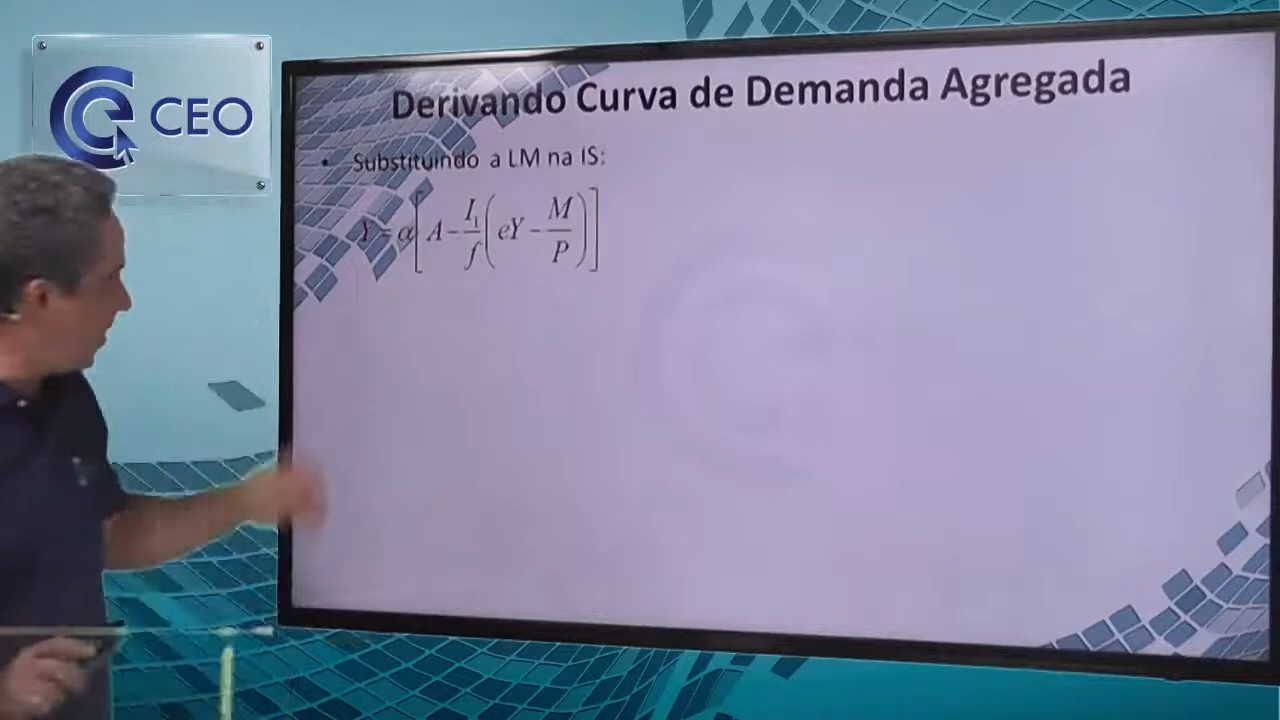 CEO
Derivando Curva de Demanda Agregada
• Substituindo a LM na IS:
Y = α[A - I₁/f (eY - M/P)]